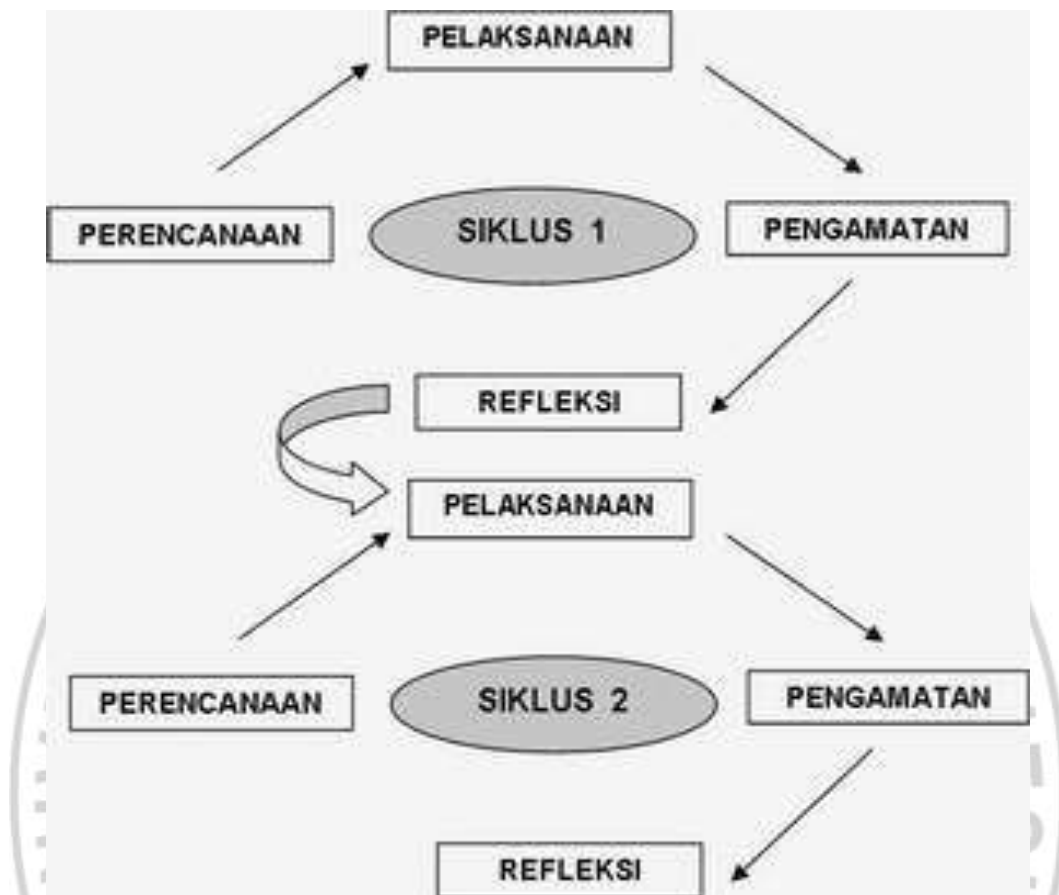 PELAKSANAAN
PERENCANAAN
SIKLUS 1
PENGAMATAN
REFLEKSI
PELAKSANAAN
PERENCANAAN
SIKLUS 2
PENGAMATAN
REFLEKSI